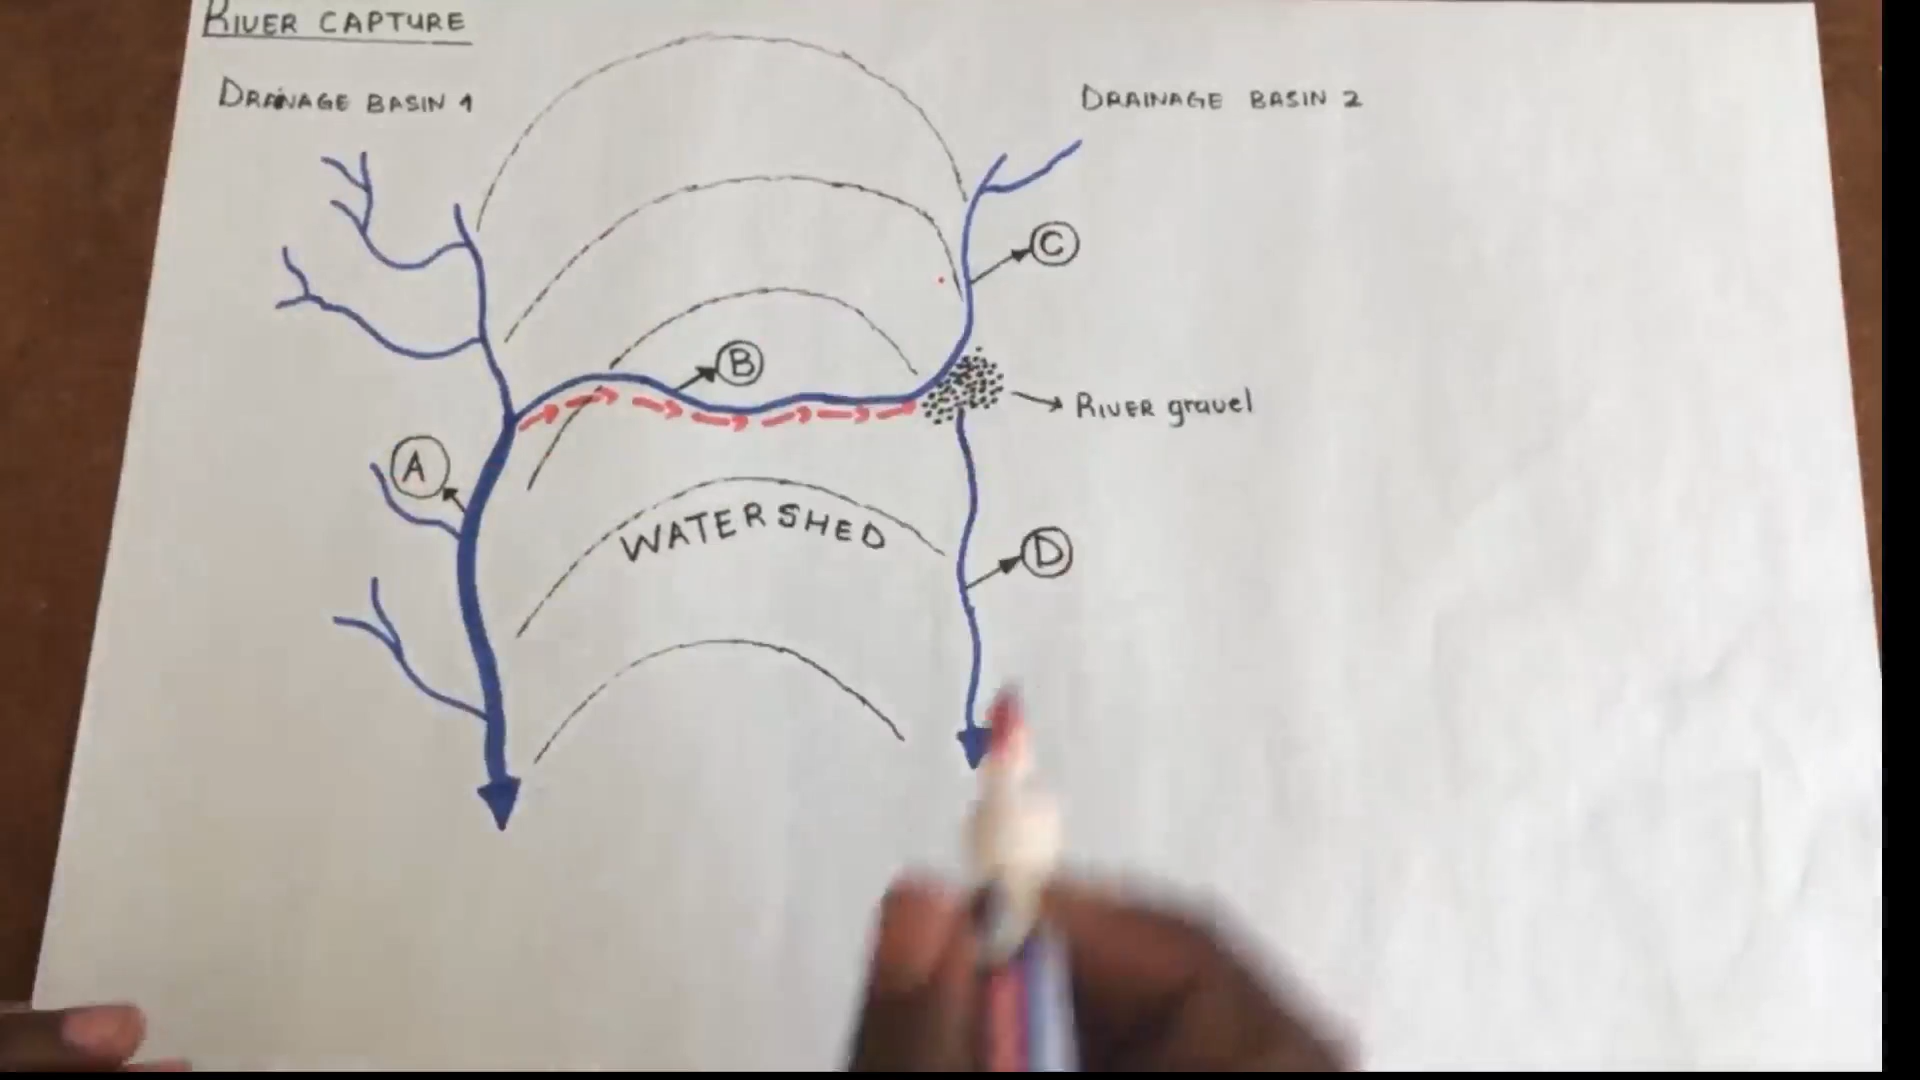 RIVER CAPTURE
DRAINAGE BASIN 1
DRAINAGE BASIN 2
C
B
RIVER gravel
A
WATERSHED
D